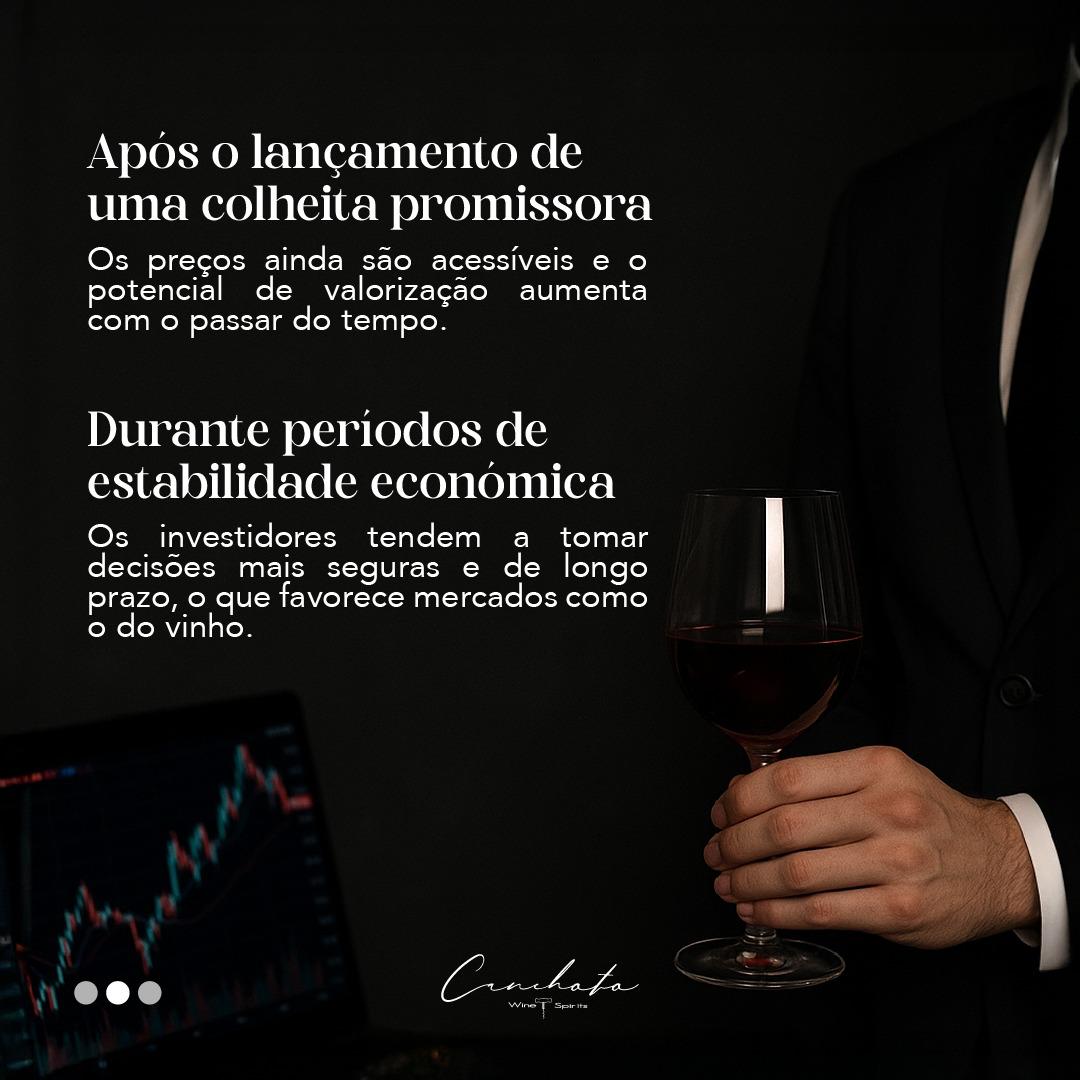 Após o lançamento de
uma colheita promissora
Os preços ainda são acessíveis e o
potencial de valorização aumenta
com o passar do tempo.
Durante períodos de
estabilidade económica
Os investidores tendem a tomar
decisões mais seguras e de longo
prazo, o que favorece mercados como
o do vinho.
Canchoto
Wine Spirits